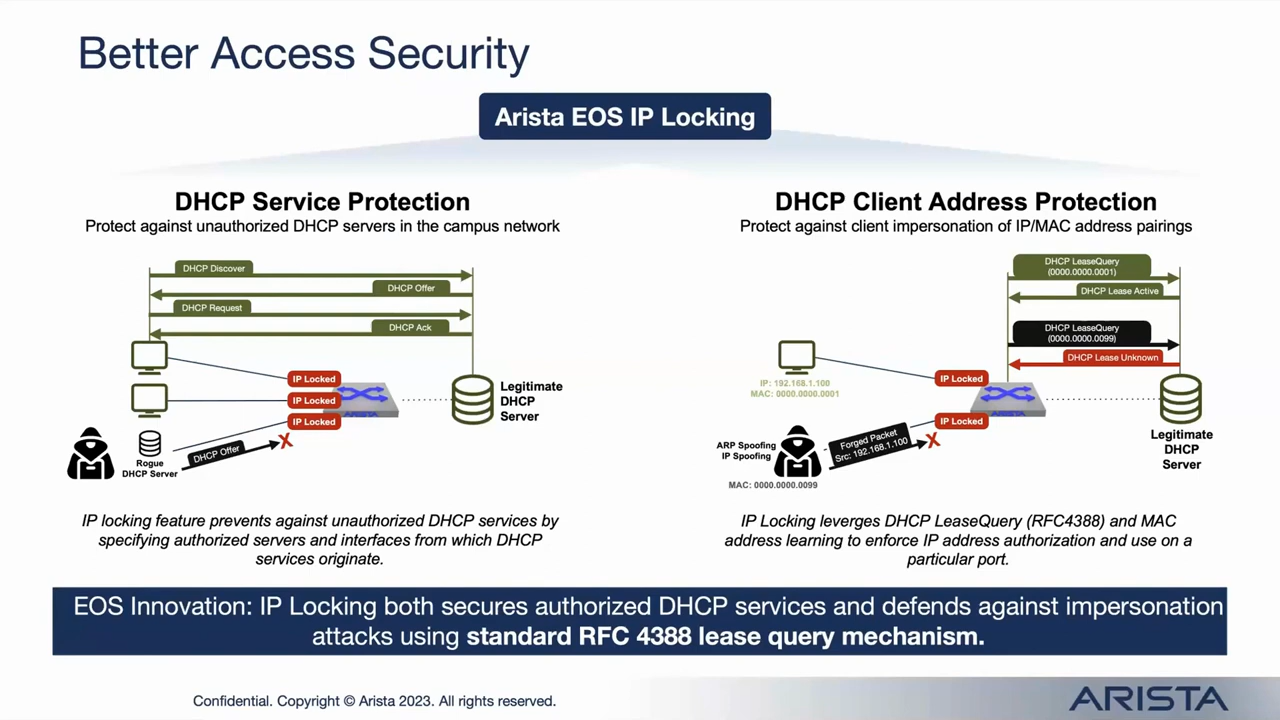 Better Access Security
Arista EOS IP Locking
DHCP Service Protection
Protect against unauthorized DHCP servers in the campus network
DHCP Discover
DHCP Offer
DHCP Request
DHCP Ack
IP Locked
IP Locked
IP Locked
ARISTA
Legitimate
DHCP
Server
Rogue
DHCP Server
DHCP Offer
X
IP locking feature prevents against unauthorized DHCP services by
specifying authorized servers and interfaces from which DHCP
services originate.
DHCP Client Address Protection
Protect against client impersonation of IP/MAC address pairings
DHCP LeaseQuery
(0000.0000.0001)
DHCP Lease Active
DHCP LeaseQuery
(0000.0000.0099)
DHCP Lease Unknown
IP: 192.168.1.100
MAC: 0000.0000.0001
IP Locked
IP Locked
ARISTA
Legitimate
DHCP
Server
ARP Spoofing
IP Spoofing
Forged Packet
Src: 192.168.1.100
X
MAC: 0000.0000.0099
IP Locking leverges DHCP LeaseQuery (RFC4388) and MAC
address learning to enforce IP address authorization and use on a
particular port.
EOS Innovation: IP Locking both secures authorized DHCP services and defends against impersonation
attacks using standard RFC 4388 lease query mechanism.
Confidential. Copyright © Arista 2023. All rights reserved.
ARISTA